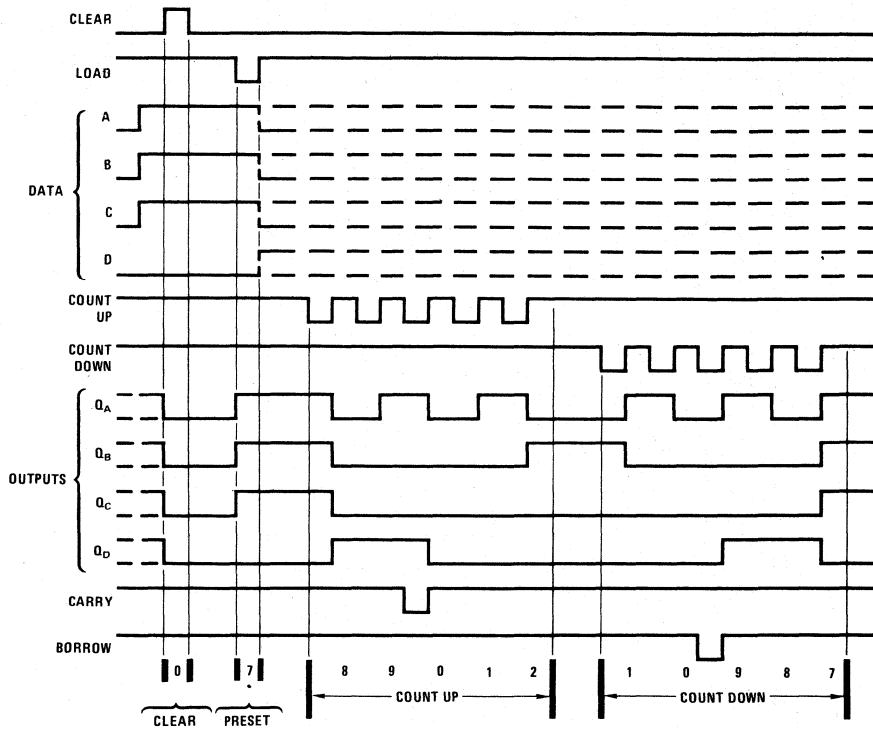 CLEAR
LOAD
A
B
DATA
C
D
COUNT
UP
COUNT
DOWN
QA
QB
OUTPUTS
QC
QD
CARRY
BORROW
0 7 8 9 0 1 2 1 0 9 8 7
COUNT UP COUNT DOWN
CLEAR PRESET